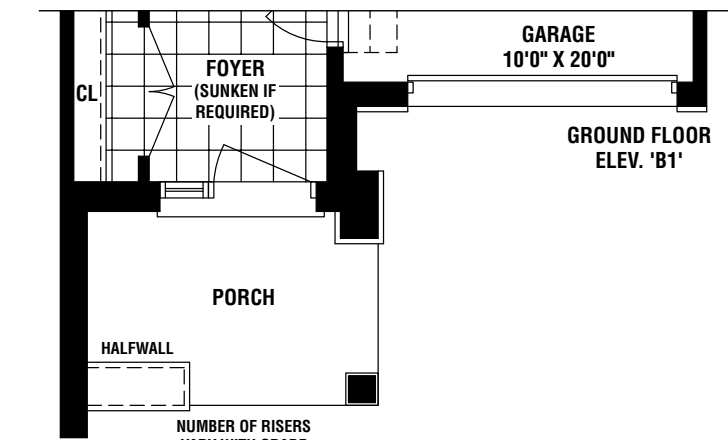 GARAGE
10'0" X 20'0"
FOYER
(SUNKEN IF
REQUIRED)
CL
GROUND FLOOR
ELEV. 'B1'
PORCH
HALFWALL
NUMBER OF RISERS